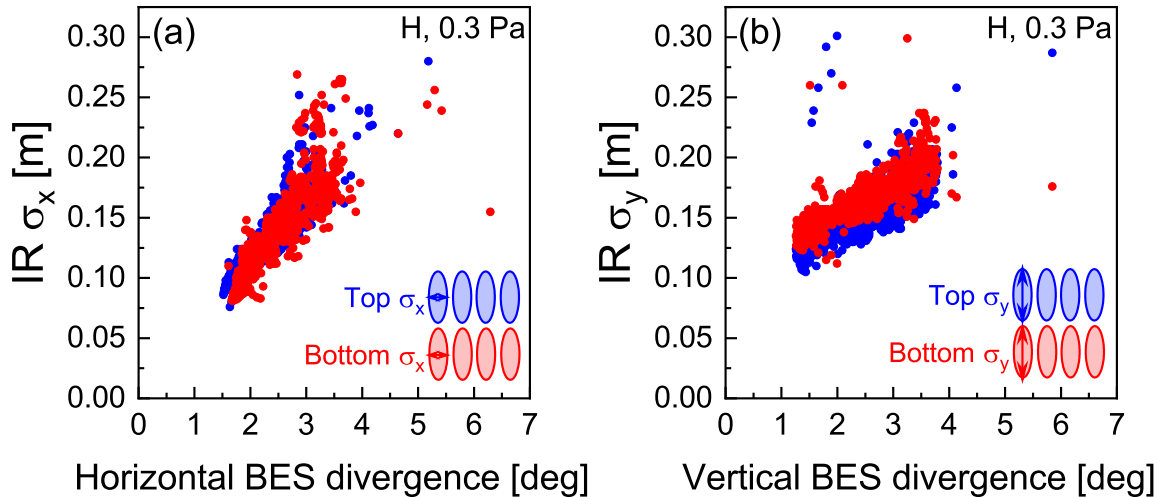 (a)
H, 0.3 Pa
0.30
0.25
0.20
0.15
0.10
0.05
0.00
IR σx [m]
Top σx
Bottom σx
0 1 2 3 4 5 6 7
Horizontal BES divergence [deg]
(b)
H, 0.3 Pa
0.30
0.25
0.20
0.15
0.10
0.05
0.00
IR σy [m]
Top σy
Bottom σy
0 1 2 3 4 5 6 7
Vertical BES divergence [deg]